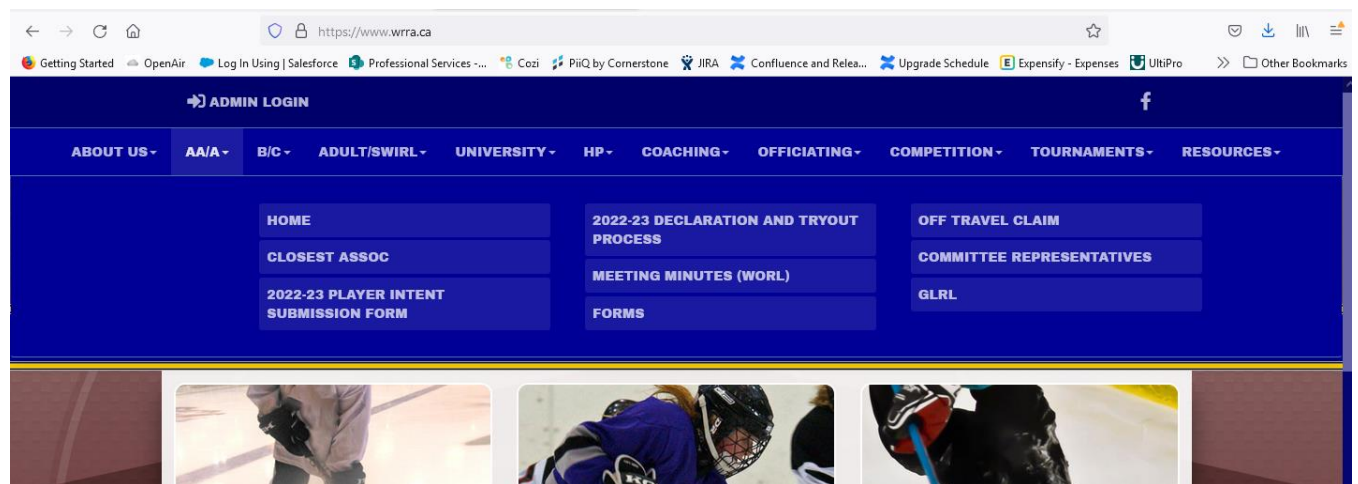 https://www.wrra.ca
Getting Started OpenAir Log In Using | Salesforce Professional Services -... Cozi PiiQ by Cornerstone JIRA Confluence and Relea... Upgrade Schedule Expensify - Expenses UltiPro Other Bookmarks
ADMIN LOGIN
ABOUT US AA/A B/C ADULT/SWIRL UNIVERSITY HP COACHING OFFICIATING COMPETITION TOURNAMENTS RESOURCES
HOME
CLOSEST ASSOC
2022-23 PLAYER INTENT
SUBMISSION FORM
2022-23 DECLARATION AND TRYOUT
PROCESS
MEETING MINUTES (WORL)
FORMS
OFF TRAVEL CLAIM
COMMITTEE REPRESENTATIVES
GLRL